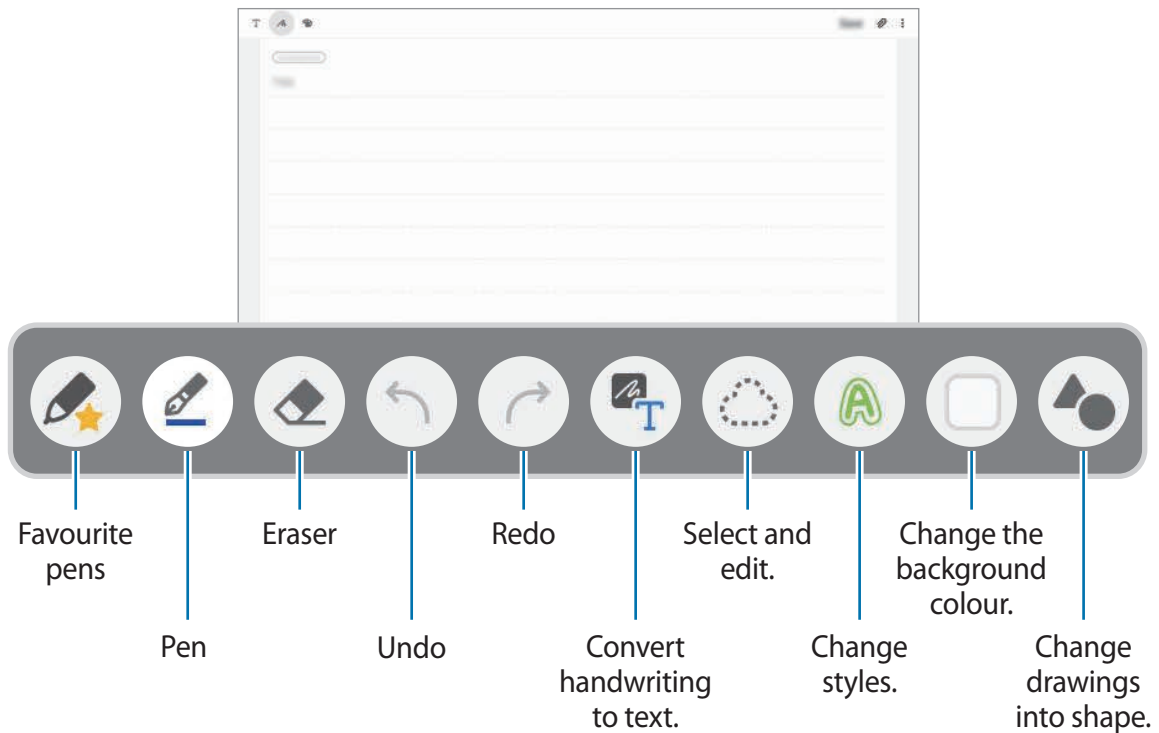 Favourite
pens
Pen
Eraser
Undo
Redo
Convert
handwriting
to text.
Select and
edit.
Change
styles.
Change the
background
colour.
Change
drawings
into shape.